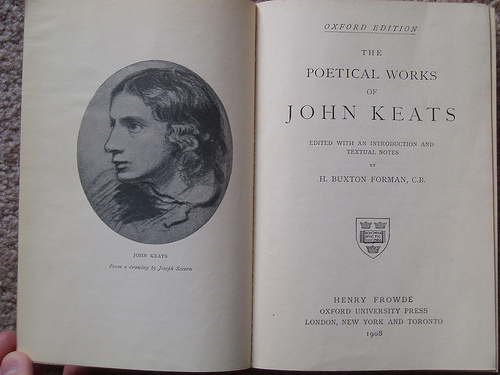 JOHN KEATS
From a drawing by Joseph Severn
OXFORD EDITION
THE
POETICAL WORKS
OF
JOHN KEATS
EDITED WITH AN INTRODUCTION AND
TEXTUAL NOTES
BY
H. BUXTON FORMAN, C.B.
HENRY FROWDE
OXFORD UNIVERSITY PRESS
LONDON, NEW YORK AND TORONTO
1908